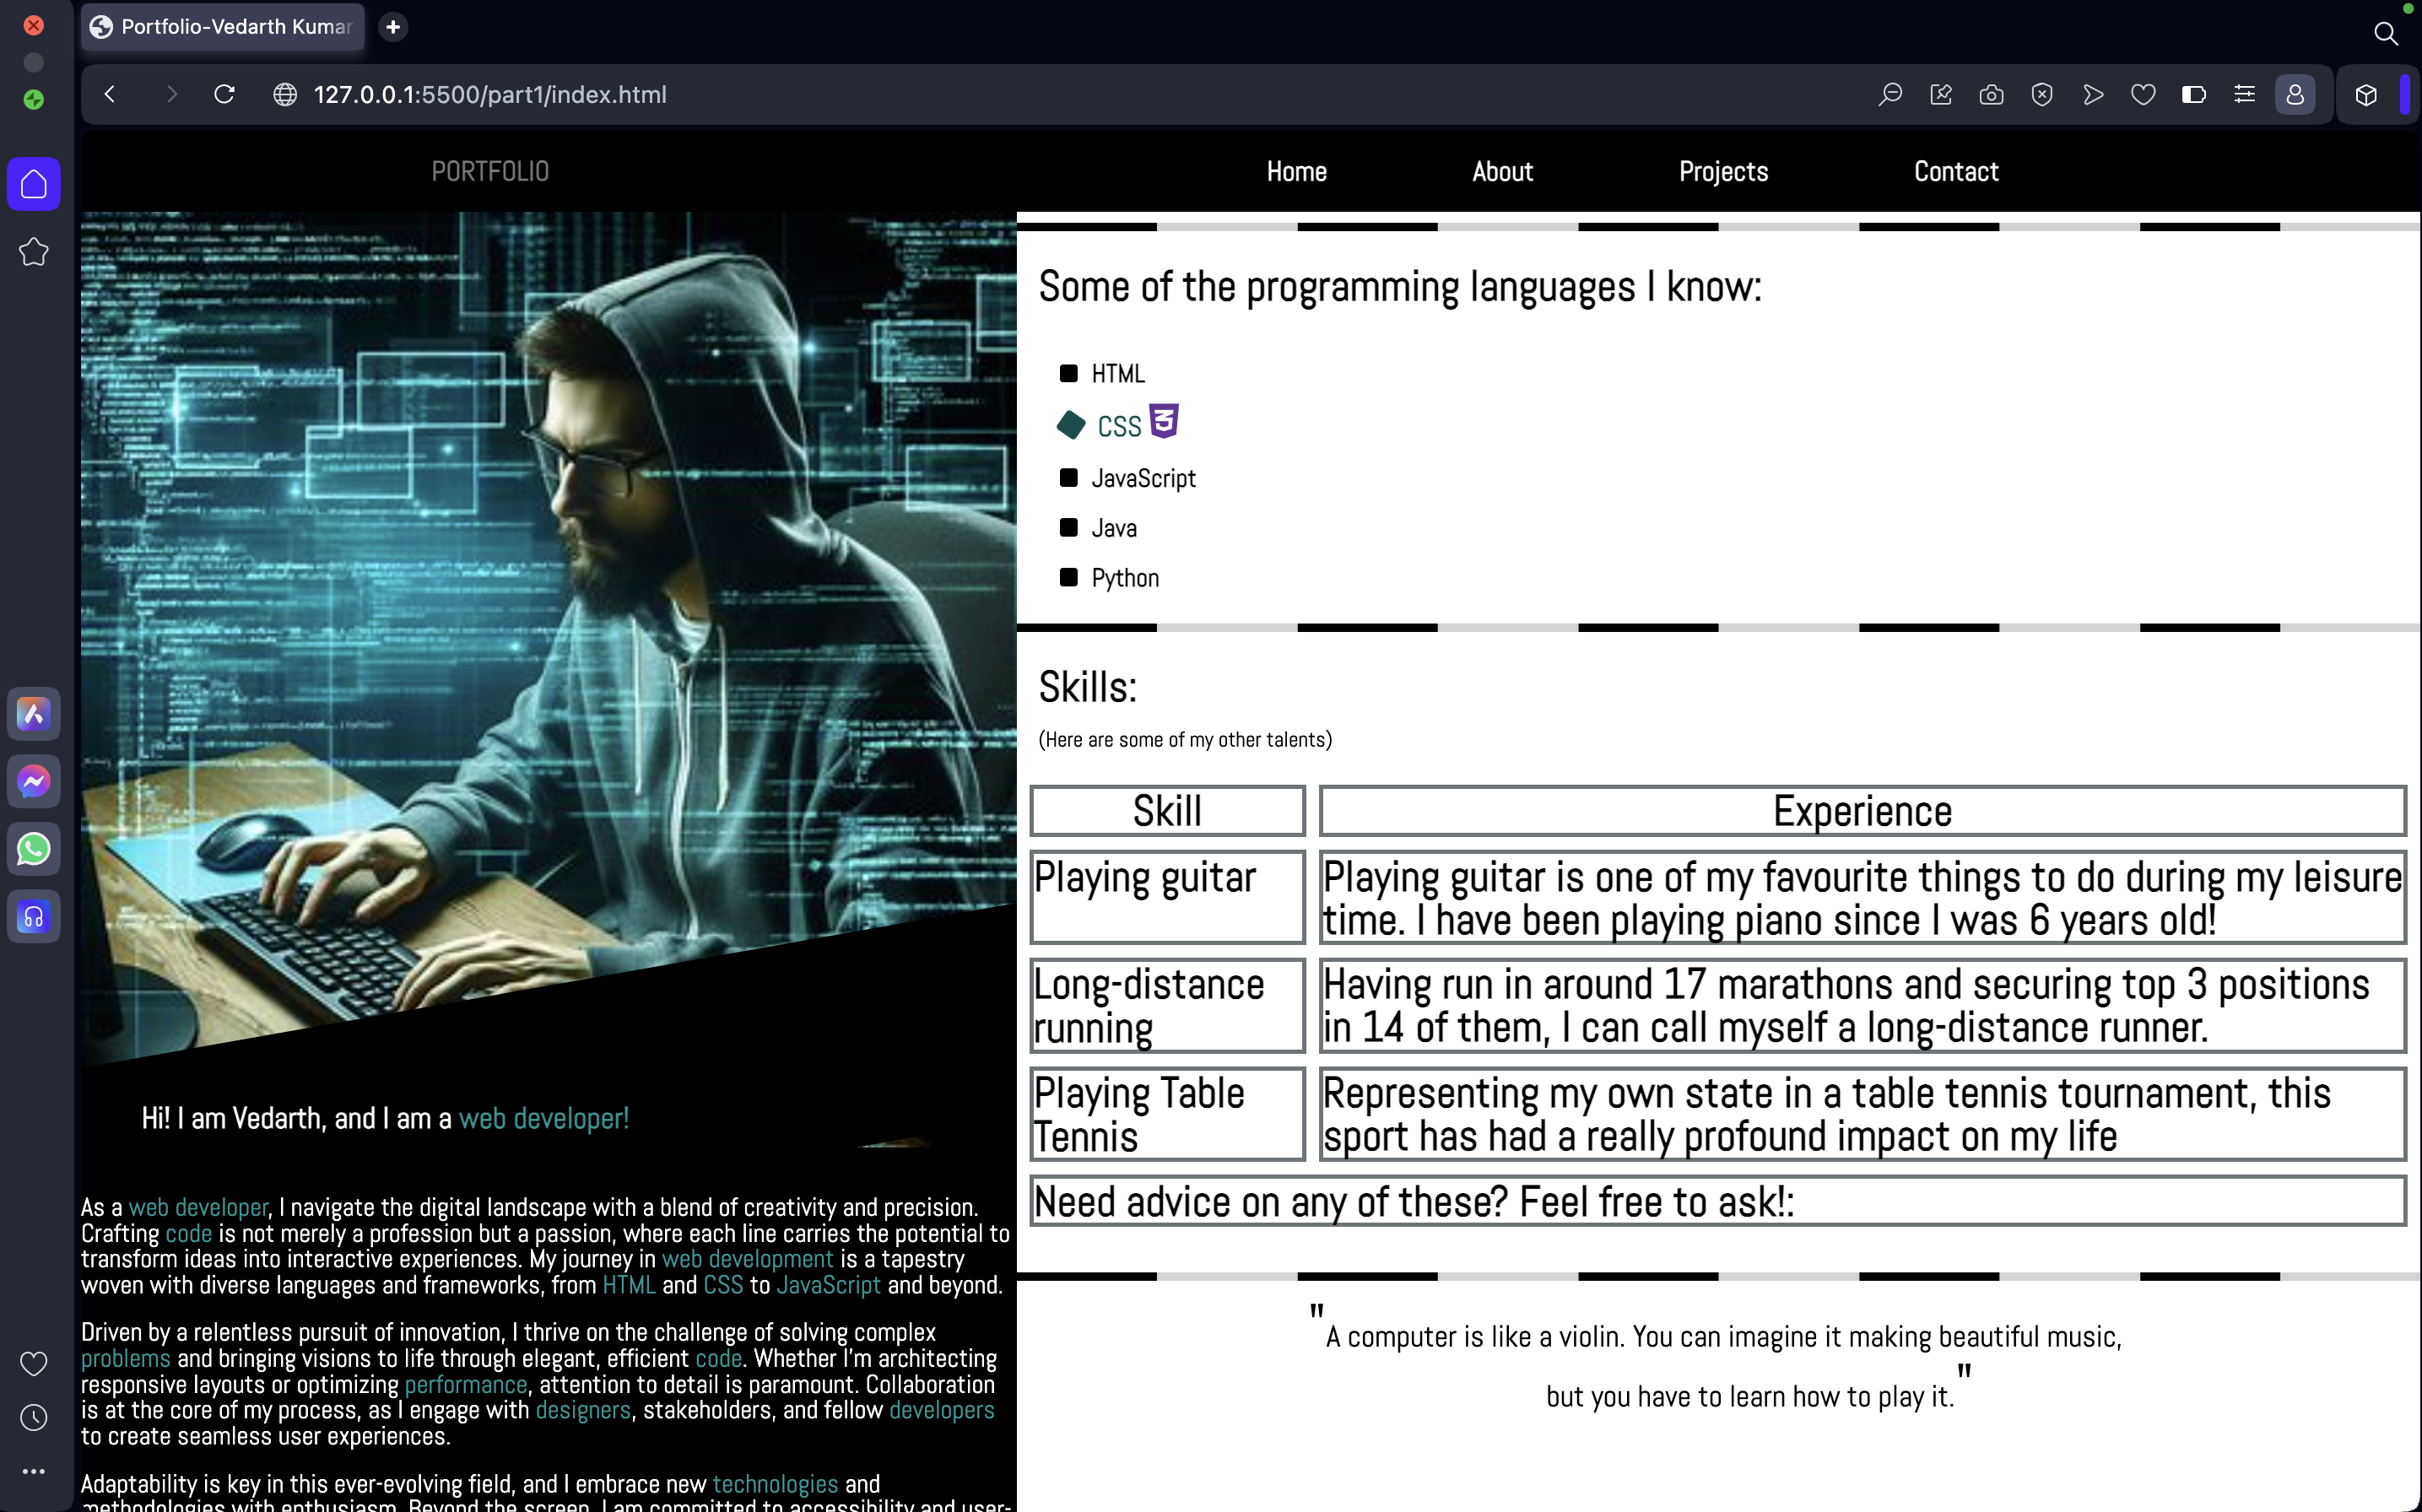 Portfolio-Vedarth Kumar
127.0.0.1:5500/part1/index.html
PORTFOLIO
Home
About
Projects
Contact
Hi! I am Vedarth, and I am a web developer!
As a web developer, I navigate the digital landscape with a blend of creativity and precision.
Crafting code is not merely a profession but a passion, where each line carries the potential to
transform ideas into interactive experiences. My journey in web development is a tapestry
woven with diverse languages and frameworks, from HTML and CSS to JavaScript and beyond.
Driven by a relentless pursuit of innovation, I thrive on the challenge of solving complex
problems and bringing visions to life through elegant, efficient code. Whether I'm architecting
responsive layouts or optimizing performance, attention to detail is paramount. Collaboration
is at the core of my process, as I engage with designers, stakeholders, and fellow developers
to create seamless user experiences.
Adaptability is key in this ever-evolving field, and I embrace new technologies and
methodologies with enthusiasm. Beyond the screen, I am committed to accessibility and user-
Some of the programming languages I know:
HTML
CSS
JavaScript
Java
Python
Skills:
(Here are some of my other talents)
Skill
Experience
Playing guitar
Playing guitar is one of my favourite things to do during my leisure
time. I have been playing piano since I was 6 years old!
Long-distance
running
Having run in around 17 marathons and securing top 3 positions
in 14 of them, I can call myself a long-distance runner.
Playing Table
Tennis
Representing my own state in a table tennis tournament, this
sport has had a really profound impact on my life
Need advice on any of these? Feel free to ask!:
"A computer is like a violin. You can imagine it making beautiful music,
but you have to learn how to play it."